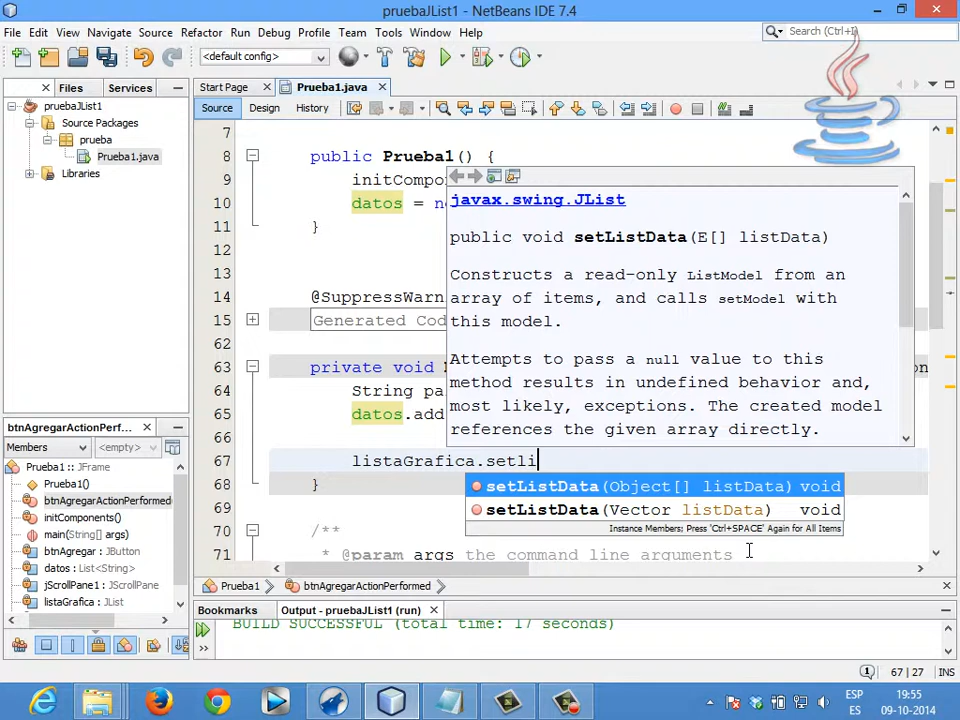 pruebaJList1 - NetBeans IDE 7.4
File Edit View Navigate Source Refactor Run Debug Profile Team Tools Window Help
Search (Ctrl+I)
<default config>
Files Services
Start Page Prueba1.java
Source Design History
pruebaJList1
Source Packages
prueba
Prueba1.java
Libraries
7
8 public Prueba1() {
9 initCompo
10 datos = n
11 }
12
13
14 @SuppressWarn
15 Generated Cod
63 private void
64 String pa
65 datos.add
66
67 listaGrafica.setli
68 }
69
70 /**
71 * @param args the command line arguments
javax.swing.JList
public void setListData(E[] listData)
Constructs a read-only ListModel from an
array of items, and calls setModel with
this model.
Attempts to pass a null value to this
method results in undefined behavior and,
most likely, exceptions. The created model
references the given array directly.
setListData(Object[] listData) void
setListData(Vector listData) void
Instance Members; Press 'Ctrl+SPACE' Again for All Items
btnAgregarActionPerf...
Members <empty>
Prueba1 :: JFrame
Prueba1()
btnAgregarActionPerformed
initComponents()
main(String[] args)
btnAgregar : JButton
datos : List<String>
jScrollPane1 : JScrollPane
listaGrafica : JList
Prueba1 btnAgregarActionPerformed
Bookmarks Output - pruebaJList1 (run)
BUILD SUCCESSFUL (total time: 17 seconds)
67 : 27 INS
ESP 19:55
ES 09-10-2014